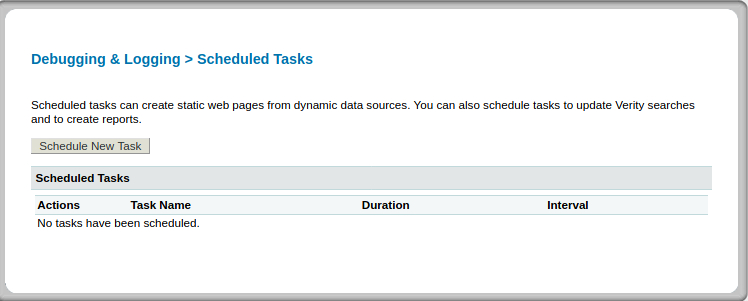 Debugging & Logging > Scheduled Tasks
Scheduled tasks can create static web pages from dynamic data sources. You can also schedule tasks to update Verity searches
and to create reports.
Schedule New Task
Scheduled Tasks
Actions Task Name Duration Interval
No tasks have been scheduled.